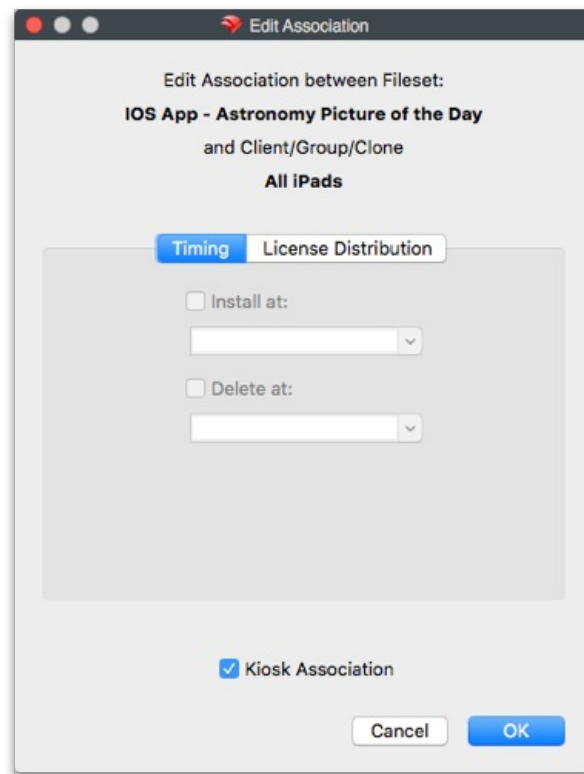 Edit Association
Edit Association between Fileset:
IOS App - Astronomy Picture of the Day
and Client/Group/Clone
All iPads
Timing
License Distribution
Install at:
Delete at:
Kiosk Association
Cancel
OK